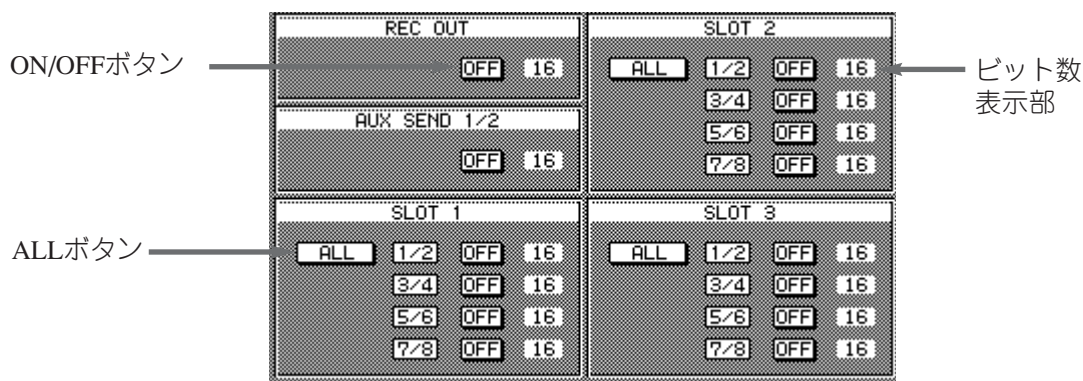 REC OUT
ON/OFFボタン
OFF 16
AUX SEND 1/2
OFF 16
SLOT 2
ALL 1/2 OFF 16
3/4 OFF 16
5/6 OFF 16
7/8 OFF 16
ビット数
表示部
SLOT 1
ALLボタン
ALL 1/2 OFF 16
3/4 OFF 16
5/6 OFF 16
7/8 OFF 16
SLOT 3
ALL 1/2 OFF 16
3/4 OFF 16
5/6 OFF 16
7/8 OFF 16